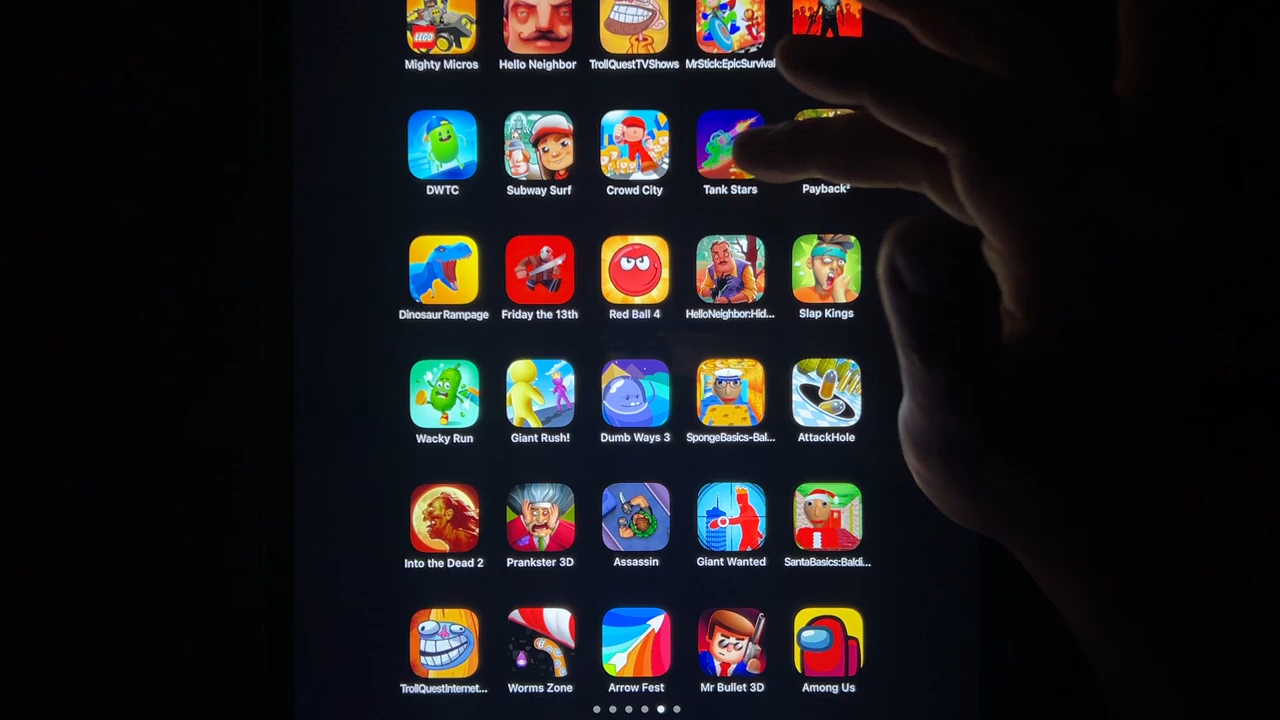 LEGO
Mighty Micros
Hello Neighbor
TrollQuestTVShows
MrStick:EpicSurvival
DWTC
Subway Surf
Crowd City
Tank Stars
Payback²
Dinosaur Rampage
Friday the 13th
Red Ball 4
HelloNeighbor:Hid...
Slap Kings
Wacky Run
Giant Rush!
Dumb Ways 3
SpongeBasics-Bal...
AttackHole
Into the Dead 2
Prankster 3D
Assassin
Giant Wanted
SantaBasics:Baldi...
TrollQuestInternet...
Worms Zone
Arrow Fest
Mr Bullet 3D
Among Us